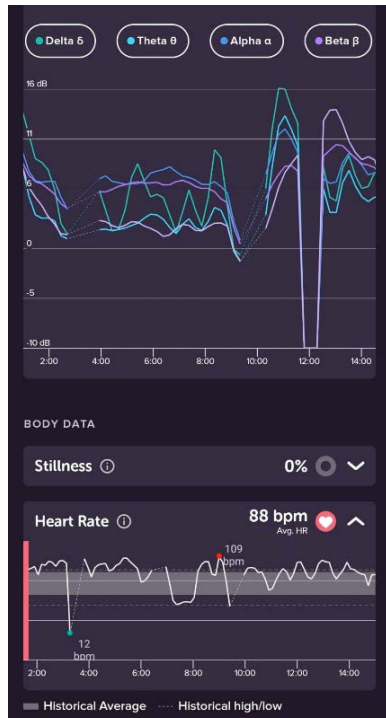 Delta δ
Theta θ
Alpha α
Beta β
16 dB
11
6
0
-5
-10 dB
2:00 4:00 6:00 8:00 10:00 12:00 14:00
BODY DATA
Stillness
0%
Heart Rate
88 bpm
Avg. HR
109
bpm
12
bpm
2:00 4:00 6:00 8:00 10:00 12:00 14:00
Historical Average
Historical high/low